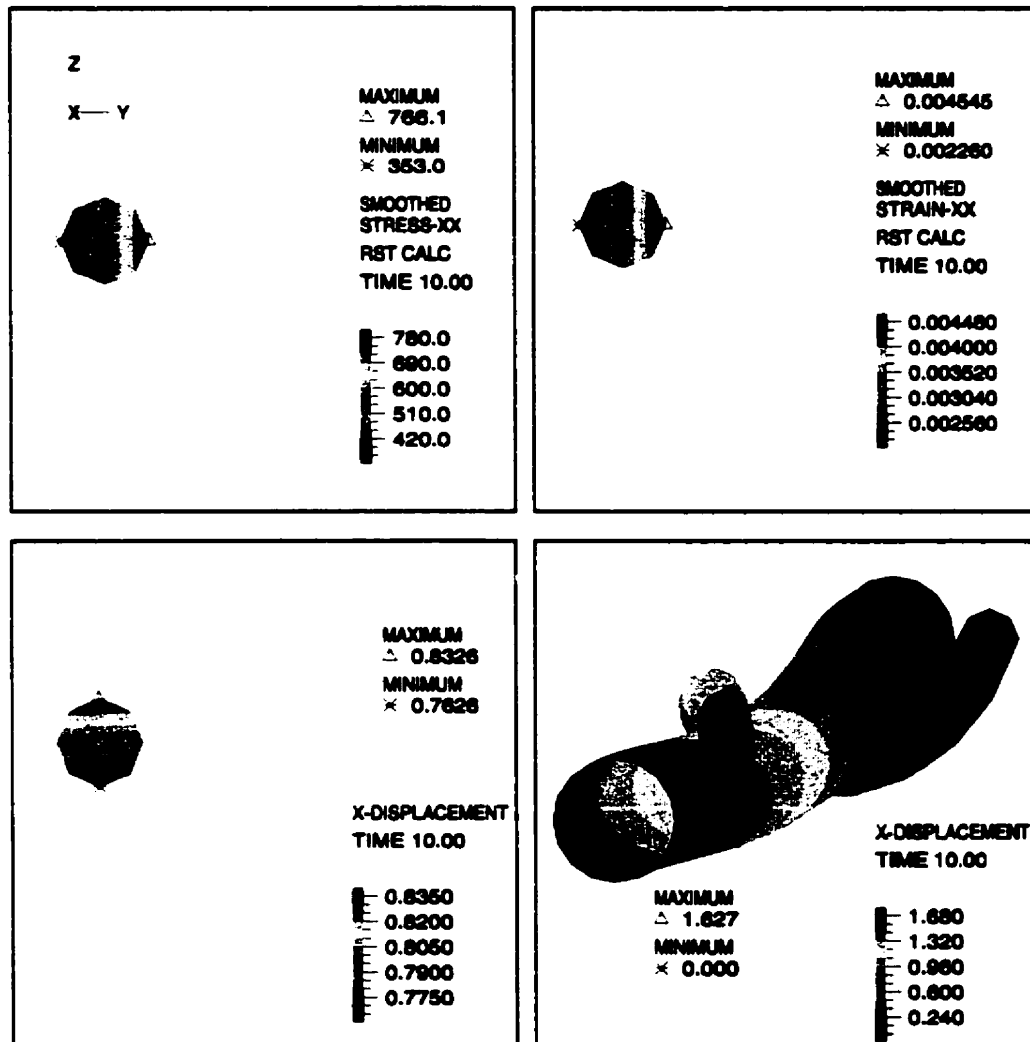 Z
X Y
MAXIMUM
△ 766.1
MINIMUM
✳ 353.0
SMOOTHED
STRESS-XX
RST CALC
TIME 10.00
780.0
690.0
600.0
510.0
420.0
MAXIMUM
△ 0.004545
MINIMUM
✳ 0.002260
SMOOTHED
STRAIN-XX
RST CALC
TIME 10.00
0.004480
0.004000
0.003520
0.003040
0.002560
MAXIMUM
△ 0.8326
MINIMUM
✳ 0.7626
X-DISPLACEMENT
TIME 10.00
0.8350
0.8200
0.8050
0.7900
0.7750
MAXIMUM
△ 1.627
MINIMUM
✳ 0.000
X-DISPLACEMENT
TIME 10.00
1.680
1.320
0.960
0.600
0.240